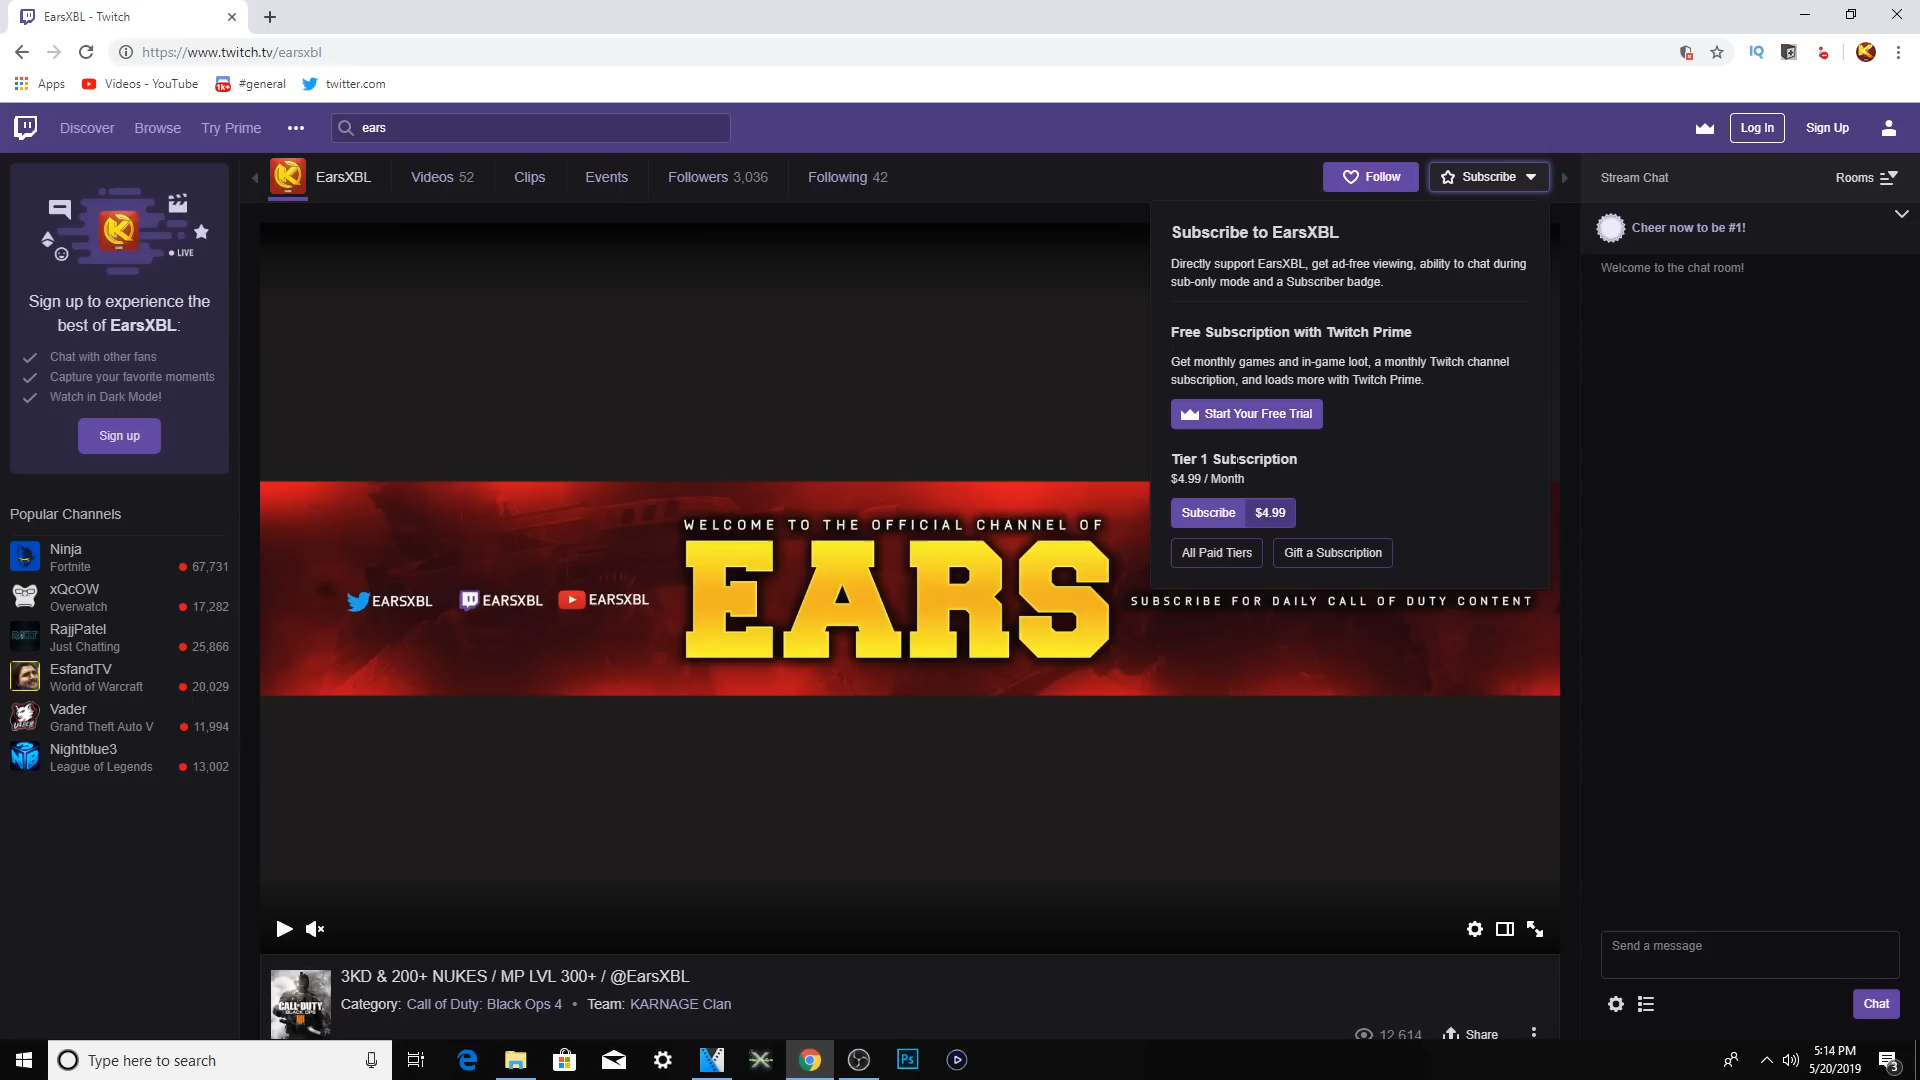 EarsXBL - Twitch
https://www.twitch.tv/earsxbl
IQ
Apps
Videos - YouTube
1k+
#general
twitter.com
Discover
Browse
Try Prime
ears
Log In
Sign Up
LIVE
Sign up to experience the
best of EarsXBL:
Chat with other fans
Capture your favorite moments
Watch in Dark Mode!
Sign up
Popular Channels
Ninja
Fortnite
67,731
xQcOW
Overwatch
17,282
RajjPatel
Just Chatting
25,866
EsfandTV
World of Warcraft
20,029
Vader
Grand Theft Auto V
11,994
Nightblue3
League of Legends
13,002
EarsXBL
Videos 52
Clips
Events
Followers 3,036
Following 42
Follow
Subscribe
Subscribe to EarsXBL
Directly support EarsXBL, get ad-free viewing, ability to chat during
sub-only mode and a Subscriber badge.
Free Subscription with Twitch Prime
Get monthly games and in-game loot, a monthly Twitch channel
subscription, and loads more with Twitch Prime.
Start Your Free Trial
Tier 1 Subscription
$4.99 / Month
Subscribe $4.99
All Paid Tiers
Gift a Subscription
WELCOME TO THE OFFICIAL CHANNEL OF
EARS
EARSXBL
EARSXBL
EARSXBL
SUBSCRIBE FOR DAILY CALL OF DUTY CONTENT
CALL OF DUTY
BLACK OPS
3KD & 200+ NUKES / MP LVL 300+ / @EarsXBL
Category: Call of Duty: Black Ops 4 • Team: KARNAGE Clan
12,614
Share
Stream Chat
Rooms
Cheer now to be #1!
Welcome to the chat room!
Send a message
Chat
Type here to search
Ps
5:14 PM
5/20/2019
3